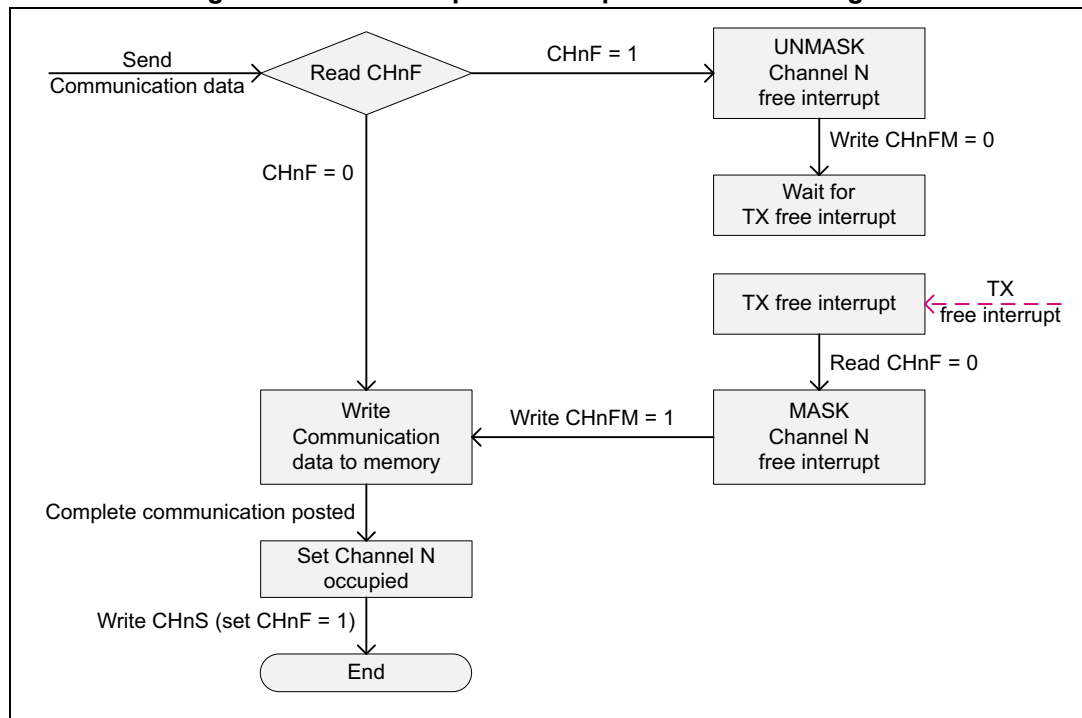 Send
Communication data
Read CHnF
CHnF = 1
UNMASK
Channel N
free interrupt
Write CHnFM = 0
Wait for
TX free interrupt
CHnF = 0
TX free interrupt
TX
free interrupt
Read CHnF = 0
MASK
Channel N
free interrupt
Write CHnFM = 1
Write
Communication
data to memory
Complete communication posted
Set Channel N
occupied
Write CHnS (set CHnF = 1)
End